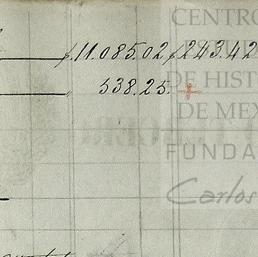 $11.085.02 $243.42
" 538.25.
CENTRO
DE HIST
DE MEX
FUNDA
Carlos